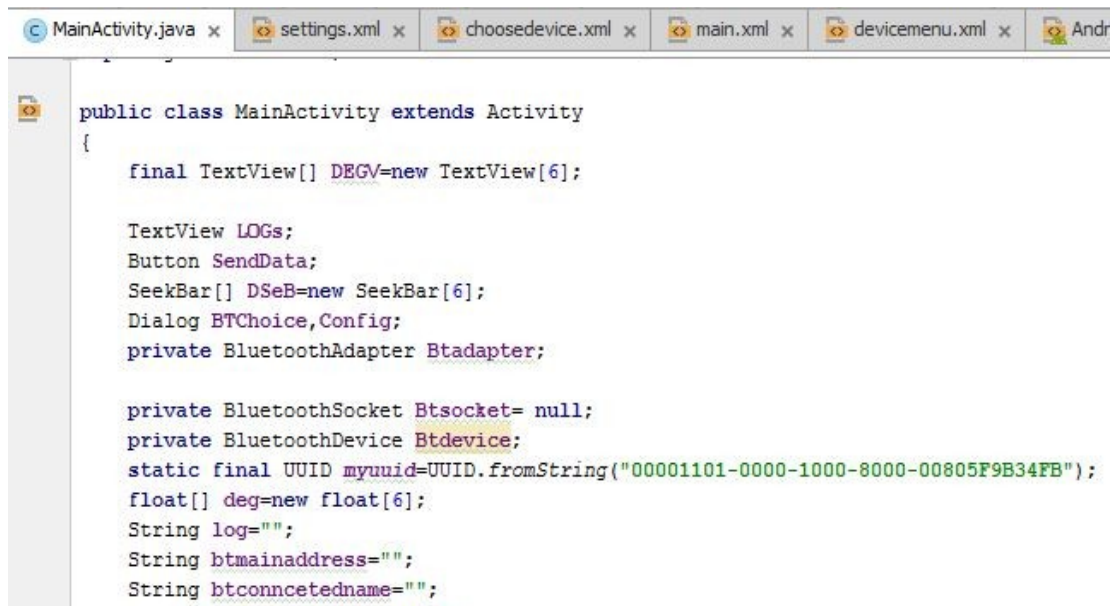 MainActivity.java × settings.xml × choosedevice.xml × main.xml × devicemenu.xml × Andr
public class MainActivity extends Activity
{
final TextView[] DEGV=new TextView[6];
TextView LOGs;
Button SendData;
SeekBar[] DSeB=new SeekBar[6];
Dialog BTChoice,Config;
private BluetoothAdapter Btadapter;
private BluetoothSocket Btsocket= null;
private BluetoothDevice Btdevice;
static final UUID myuuid=UUID.fromString("00001101-0000-1000-8000-00805F9B34FB");
float[] deg=new float[6];
String log="";
String btmainaddress="";
String btconncetedname="";